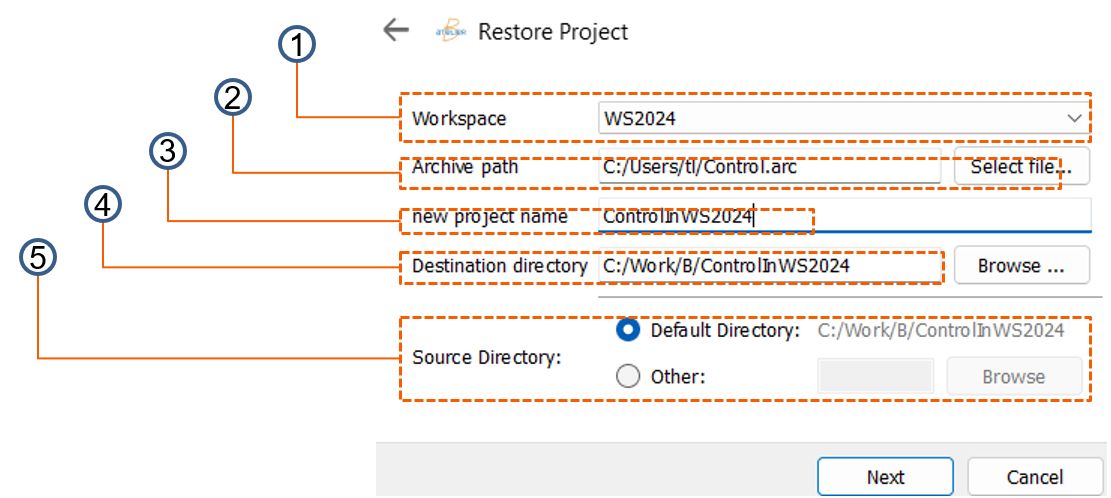 Restore Project
1
Workspace WS2024
2
Archive path C:/Users/tl/Control.arc Select file...
3
new project name ControlInWS2024
4
Destination directory C:/Work/B/ControlInWS2024 Browse ...
5
Default Directory: C:/Work/B/ControlInWS2024
Source Directory:
Other: Browse
Next Cancel